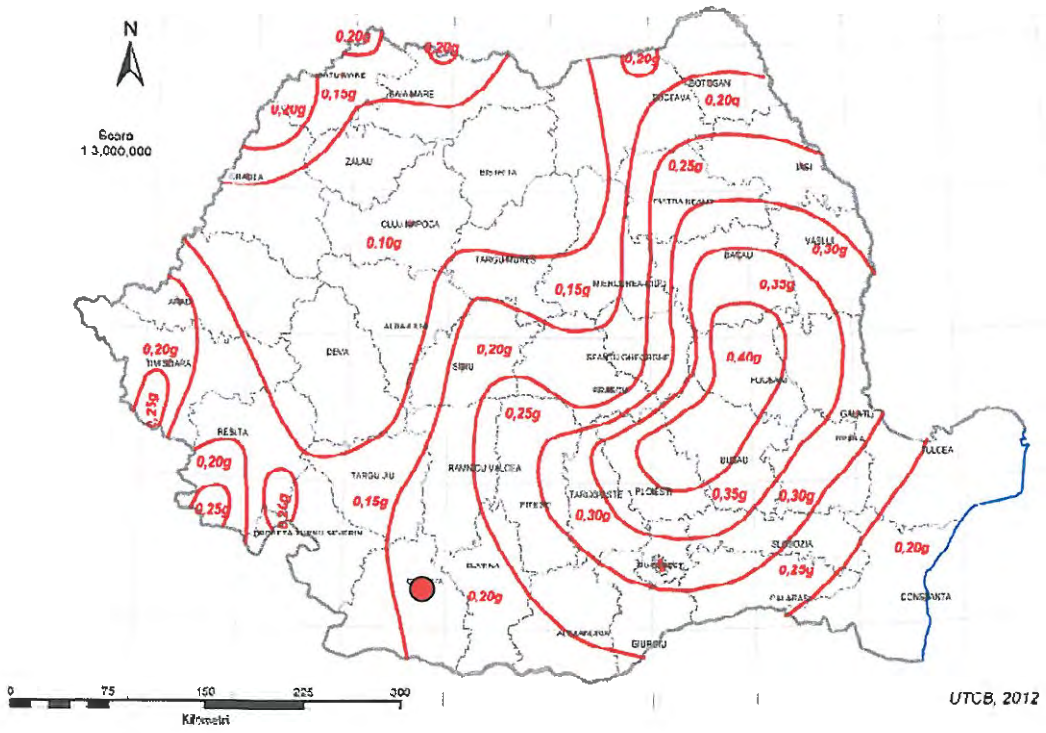 N
0,20g
0,20g
0,20g
0,15g
BAIA MARE
0,20g
BOTOSANI
SUCEAVA
0,20g
Scara
1:3,000,000
ZALAU
BISTRITA
0,25g
IASI
ORADEA
PIATRA NEAMT
CLUJ NAPOCA
0.10g
VASLUI
0,30g
TARGU MURES
BACAU
0,15g
MIERCUREA-CIUC
0,35g
ARAD
ALBA IULIA
DEVA
0,20g
TIMISOARA
0,20g
SIBIU
SFANTU GHEORGHE
0,40g
FOCSANI
BRASOV
0,25g
0,25g
GALATI
BRAILA
RESITA
TULCEA
0,20g
TARGU JIU
RAMNICU VALCEA
BUZAU
0,15g
0,25g
PITESTI
TARGOVISTE
PLOIESTI
0,35g
0,30g
0,30g
DROBETA TURNU SEVERIN
SLOBOZIA
0,20g
0,25g
SLATINA
0,20g
CALARASI
CONSTANTA
ALEXANDRIA
GIURGIU
0 75 150 225 300
Kilometri
UTCB, 2012